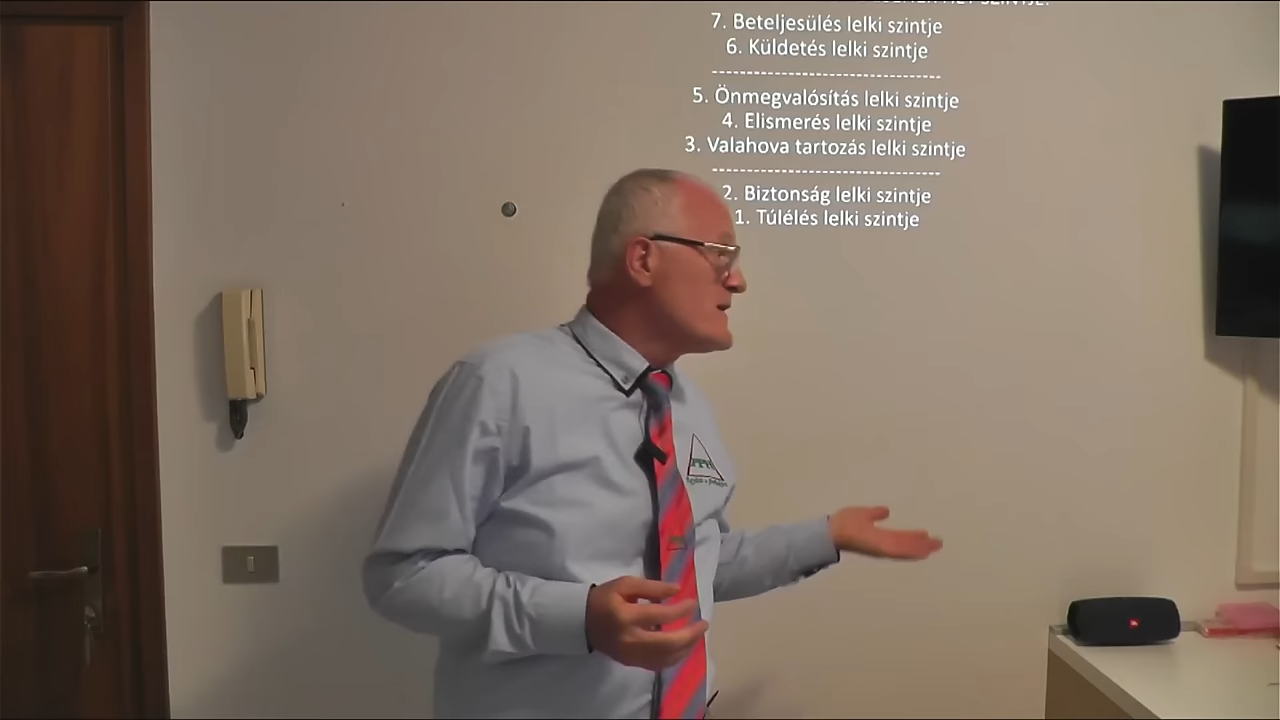 7. Beteljesülés lelki szintje
6. Küldetés lelki szintje
---------------------------------
5. Önmegvalósítás lelki szintje
4. Elismerés lelki szintje
3. Valahova tartozás lelki szintje
---------------------------------
2. Biztonság lelki szintje
1. Túlélés lelki szintje
JBL